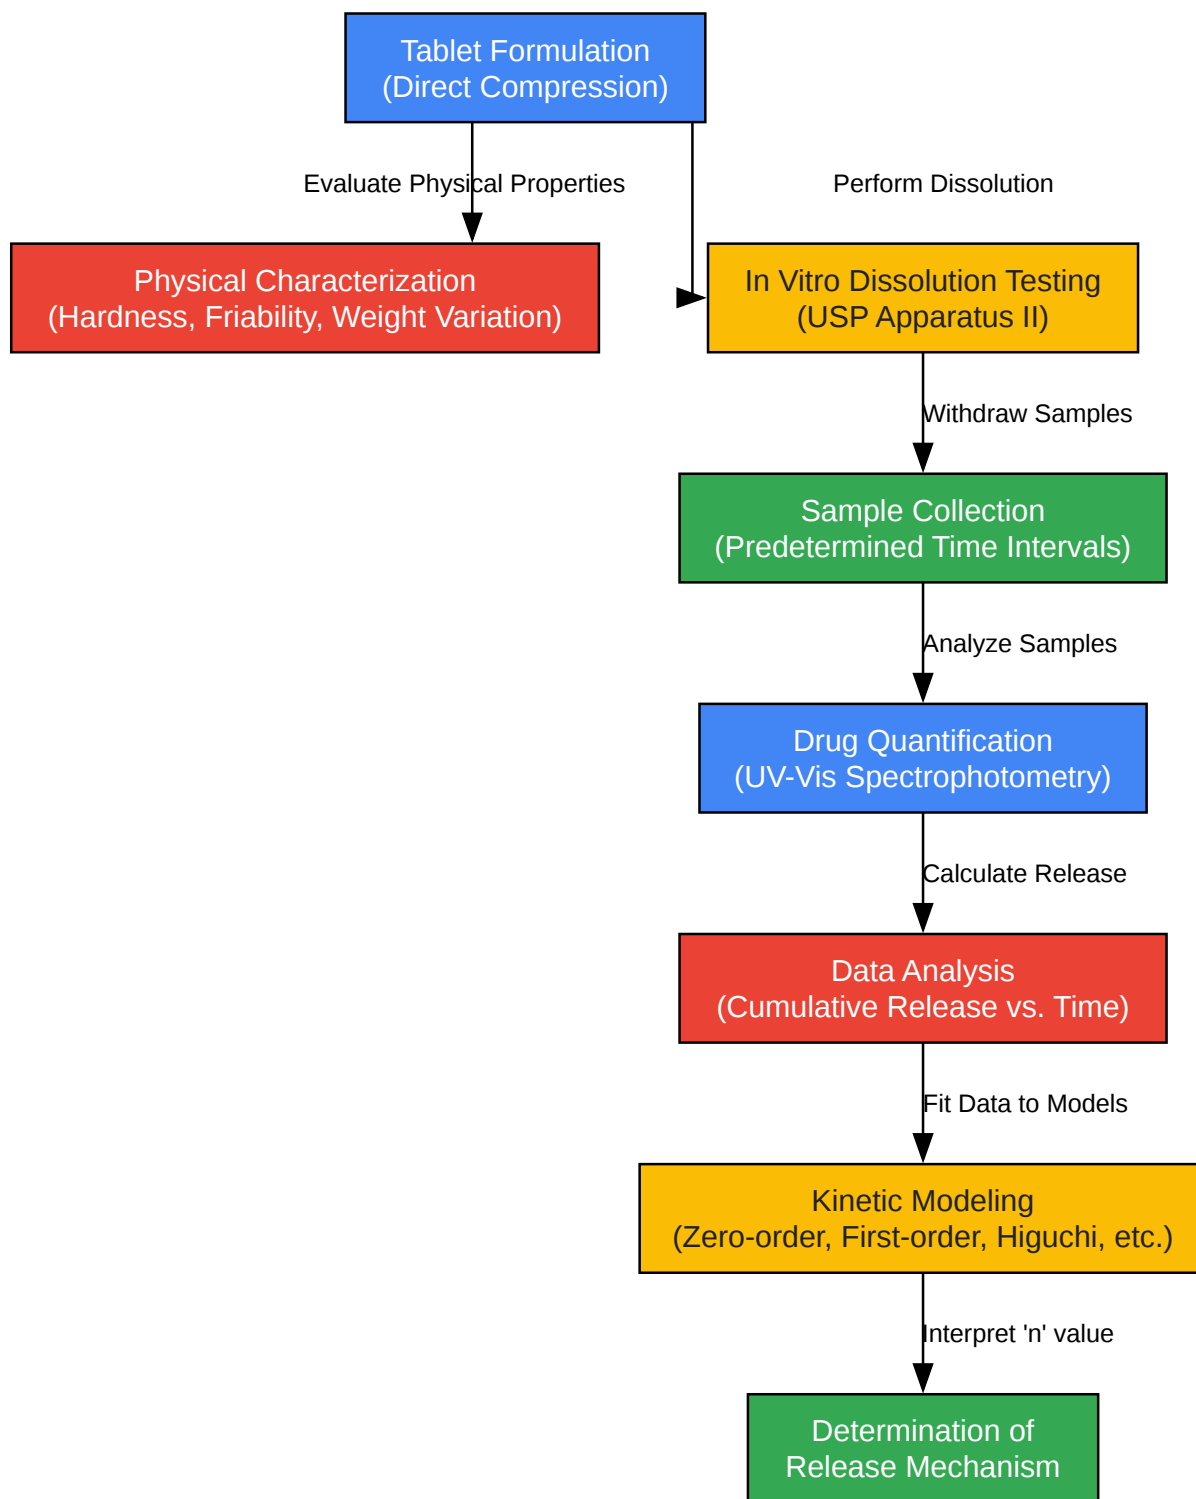 Tablet Formulation
(Direct Compression)
Evaluate Physical Properties
Perform Dissolution
Physical Characterization
(Hardness, Friability, Weight Variation)
In Vitro Dissolution Testing
(USP Apparatus II)
Withdraw Samples
Sample Collection
(Predetermined Time Intervals)
Analyze Samples
Drug Quantification
(UV-Vis Spectrophotometry)
Calculate Release
Data Analysis
(Cumulative Release vs. Time)
Fit Data to Models
Kinetic Modeling
(Zero-order, First-order, Higuchi, etc.)
Interpret 'n' value
Determination of
Release Mechanism